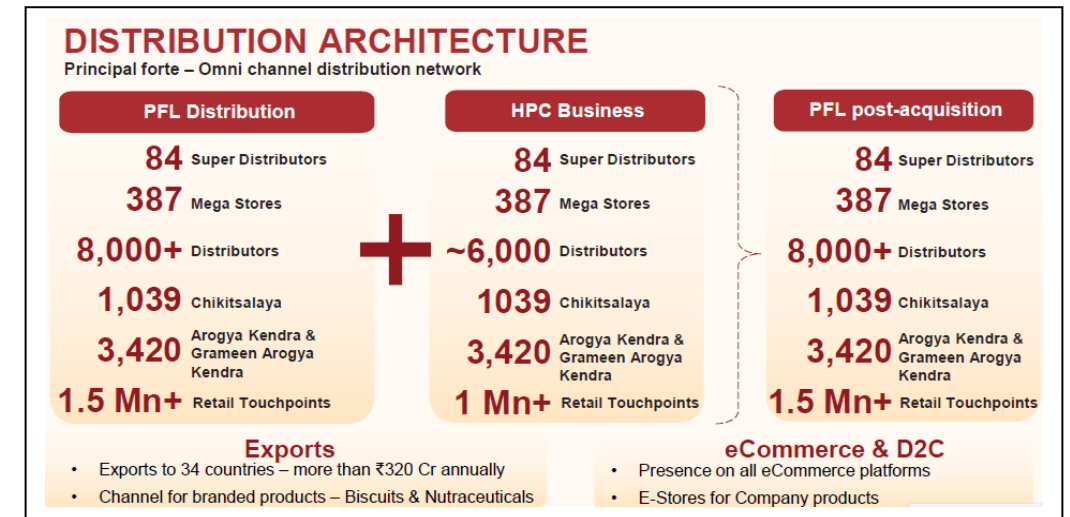 DISTRIBUTION ARCHITECTURE
Principal forte – Omni channel distribution network
PFL Distribution
84 Super Distributors
387 Mega Stores
8,000+ Distributors
1,039 Chikitsalaya
3,420 Arogya Kendra &
Grameen Arogya
Kendra
1.5 Mn+ Retail Touchpoints
+
HPC Business
84 Super Distributors
387 Mega Stores
~6,000 Distributors
1039 Chikitsalaya
3,420 Arogya Kendra &
Grameen Arogya
Kendra
1 Mn+ Retail Touchpoints
PFL post-acquisition
84 Super Distributors
387 Mega Stores
8,000+ Distributors
1,039 Chikitsalaya
3,420 Arogya Kendra &
Grameen Arogya
Kendra
1.5 Mn+ Retail Touchpoints
Exports
• Exports to 34 countries – more than ₹320 Cr annually
• Channel for branded products – Biscuits & Nutraceuticals
eCommerce & D2C
• Presence on all eCommerce platforms
• E-Stores for Company products